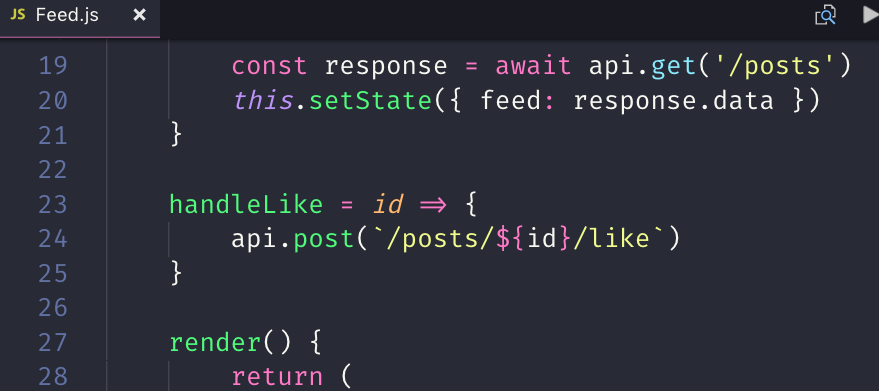 JS Feed.js ×
19 const response = await api.get('/posts')
20 this.setState({ feed: response.data })
21 }
22
23 handleLike = id => {
24 api.post(`/posts/${id}/like`)
25 }
26
27 render() {
28 return (